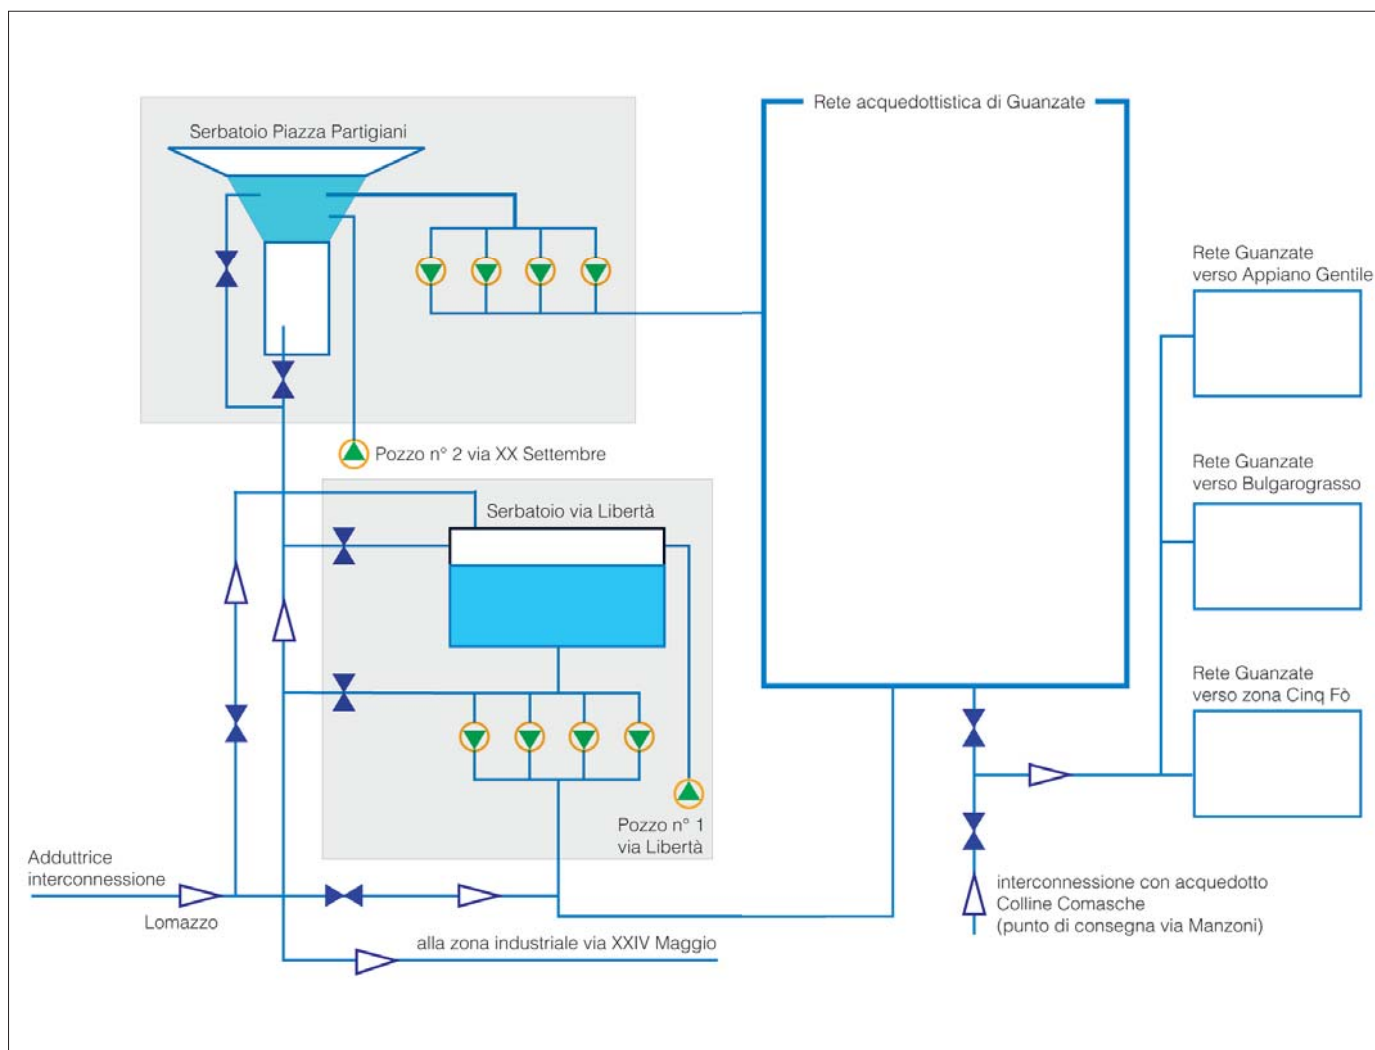 Rete acquedottistica di Guanzate
Serbatoio Piazza Partigiani
Rete Guanzate
verso Appiano Gentile
Pozzo n° 2 via XX Settembre
Rete Guanzate
verso Bulgarograsso
Serbatoio via Libertà
Rete Guanzate
verso zona Cinq Fò
Pozzo n° 1
via Libertà
Adduttrice
interconnessione
Lomazzo
interconnessione con acquedotto
Colline Comasche
(punto di consegna via Manzoni)
alla zona industriale via XXIV Maggio